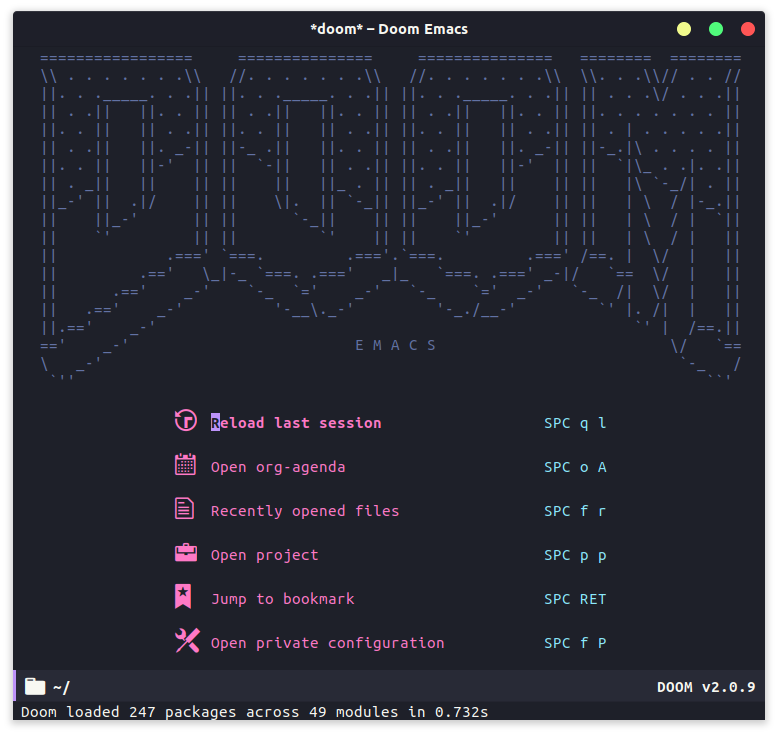 *doom* – Doom Emacs
E M A C S
Reload last session SPC q l
Open org-agenda SPC o A
Recently opened files SPC f r
Open project SPC p p
Jump to bookmark SPC RET
Open private configuration SPC f P
~/ DOOM v2.0.9
Doom loaded 247 packages across 49 modules in 0.732s